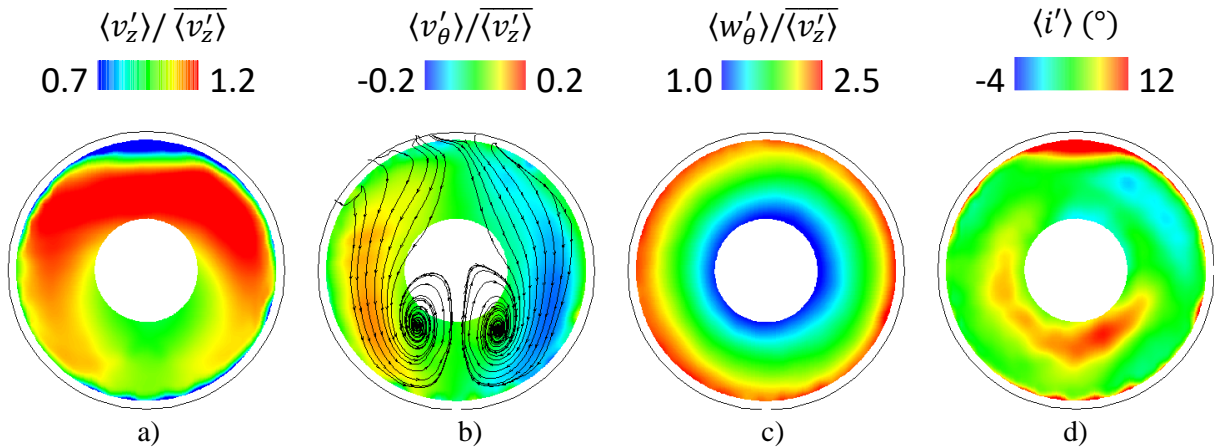 ⟨v′z⟩/ ⟨v′z⟩‾ ⟨v′θ⟩/⟨v′z⟩‾ ⟨w′θ⟩/⟨v′z⟩‾ ⟨i′⟩ (°)
0.7 1.2 -0.2 0.2 1.0 2.5 -4 12
a) b) c) d)